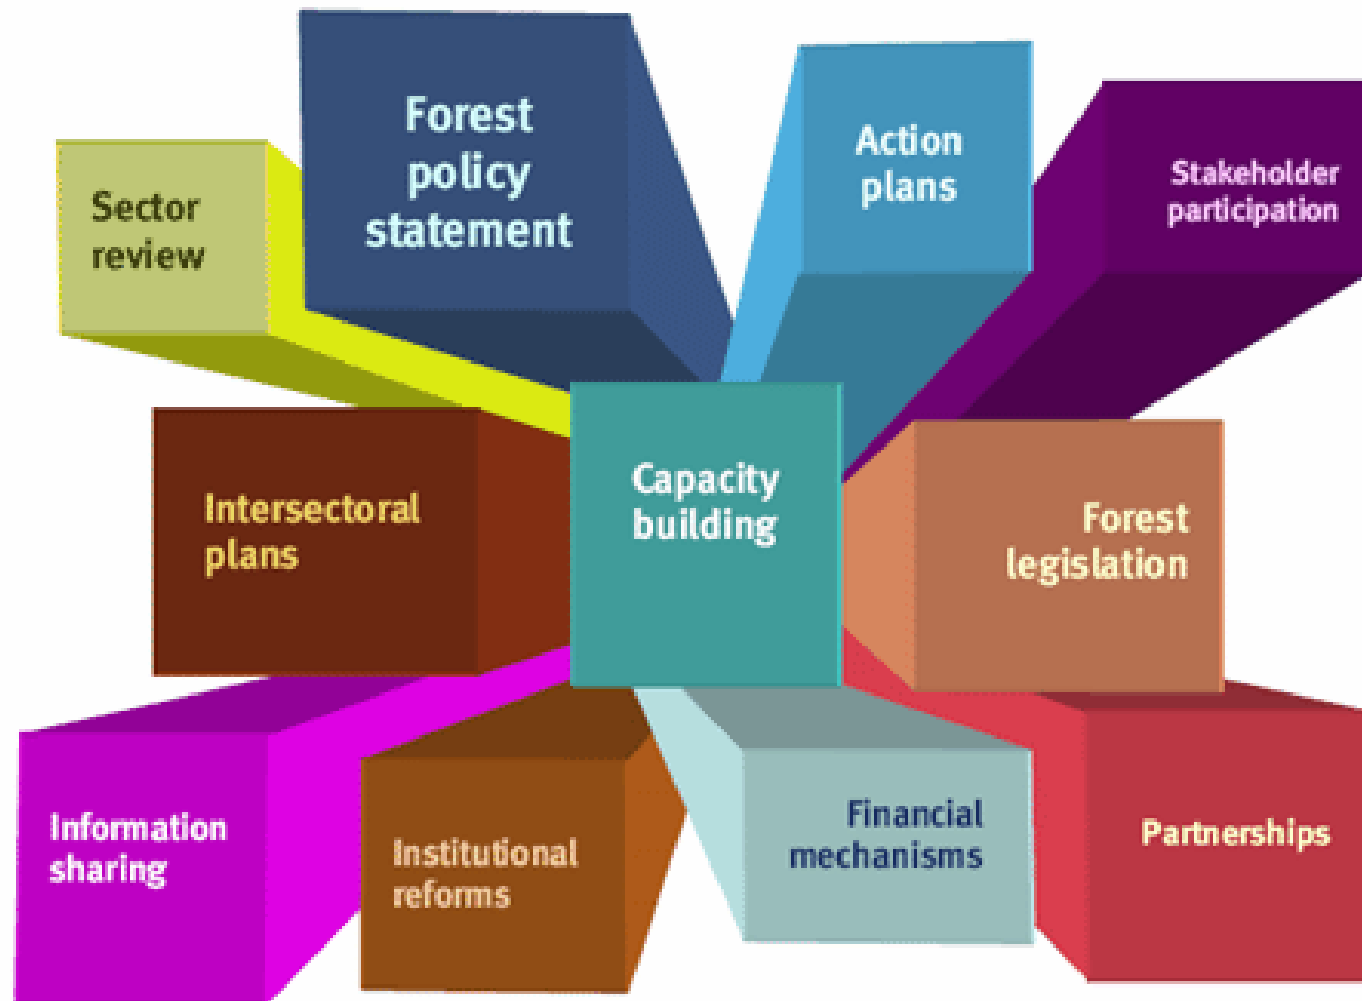 Forest
policy
statement
Action
plans
Stakeholder
participation
Sector
review
Capacity
building
Intersectoral
plans
Forest
legislation
Information
sharing
Institutional
reforms
Financial
mechanisms
Partnerships